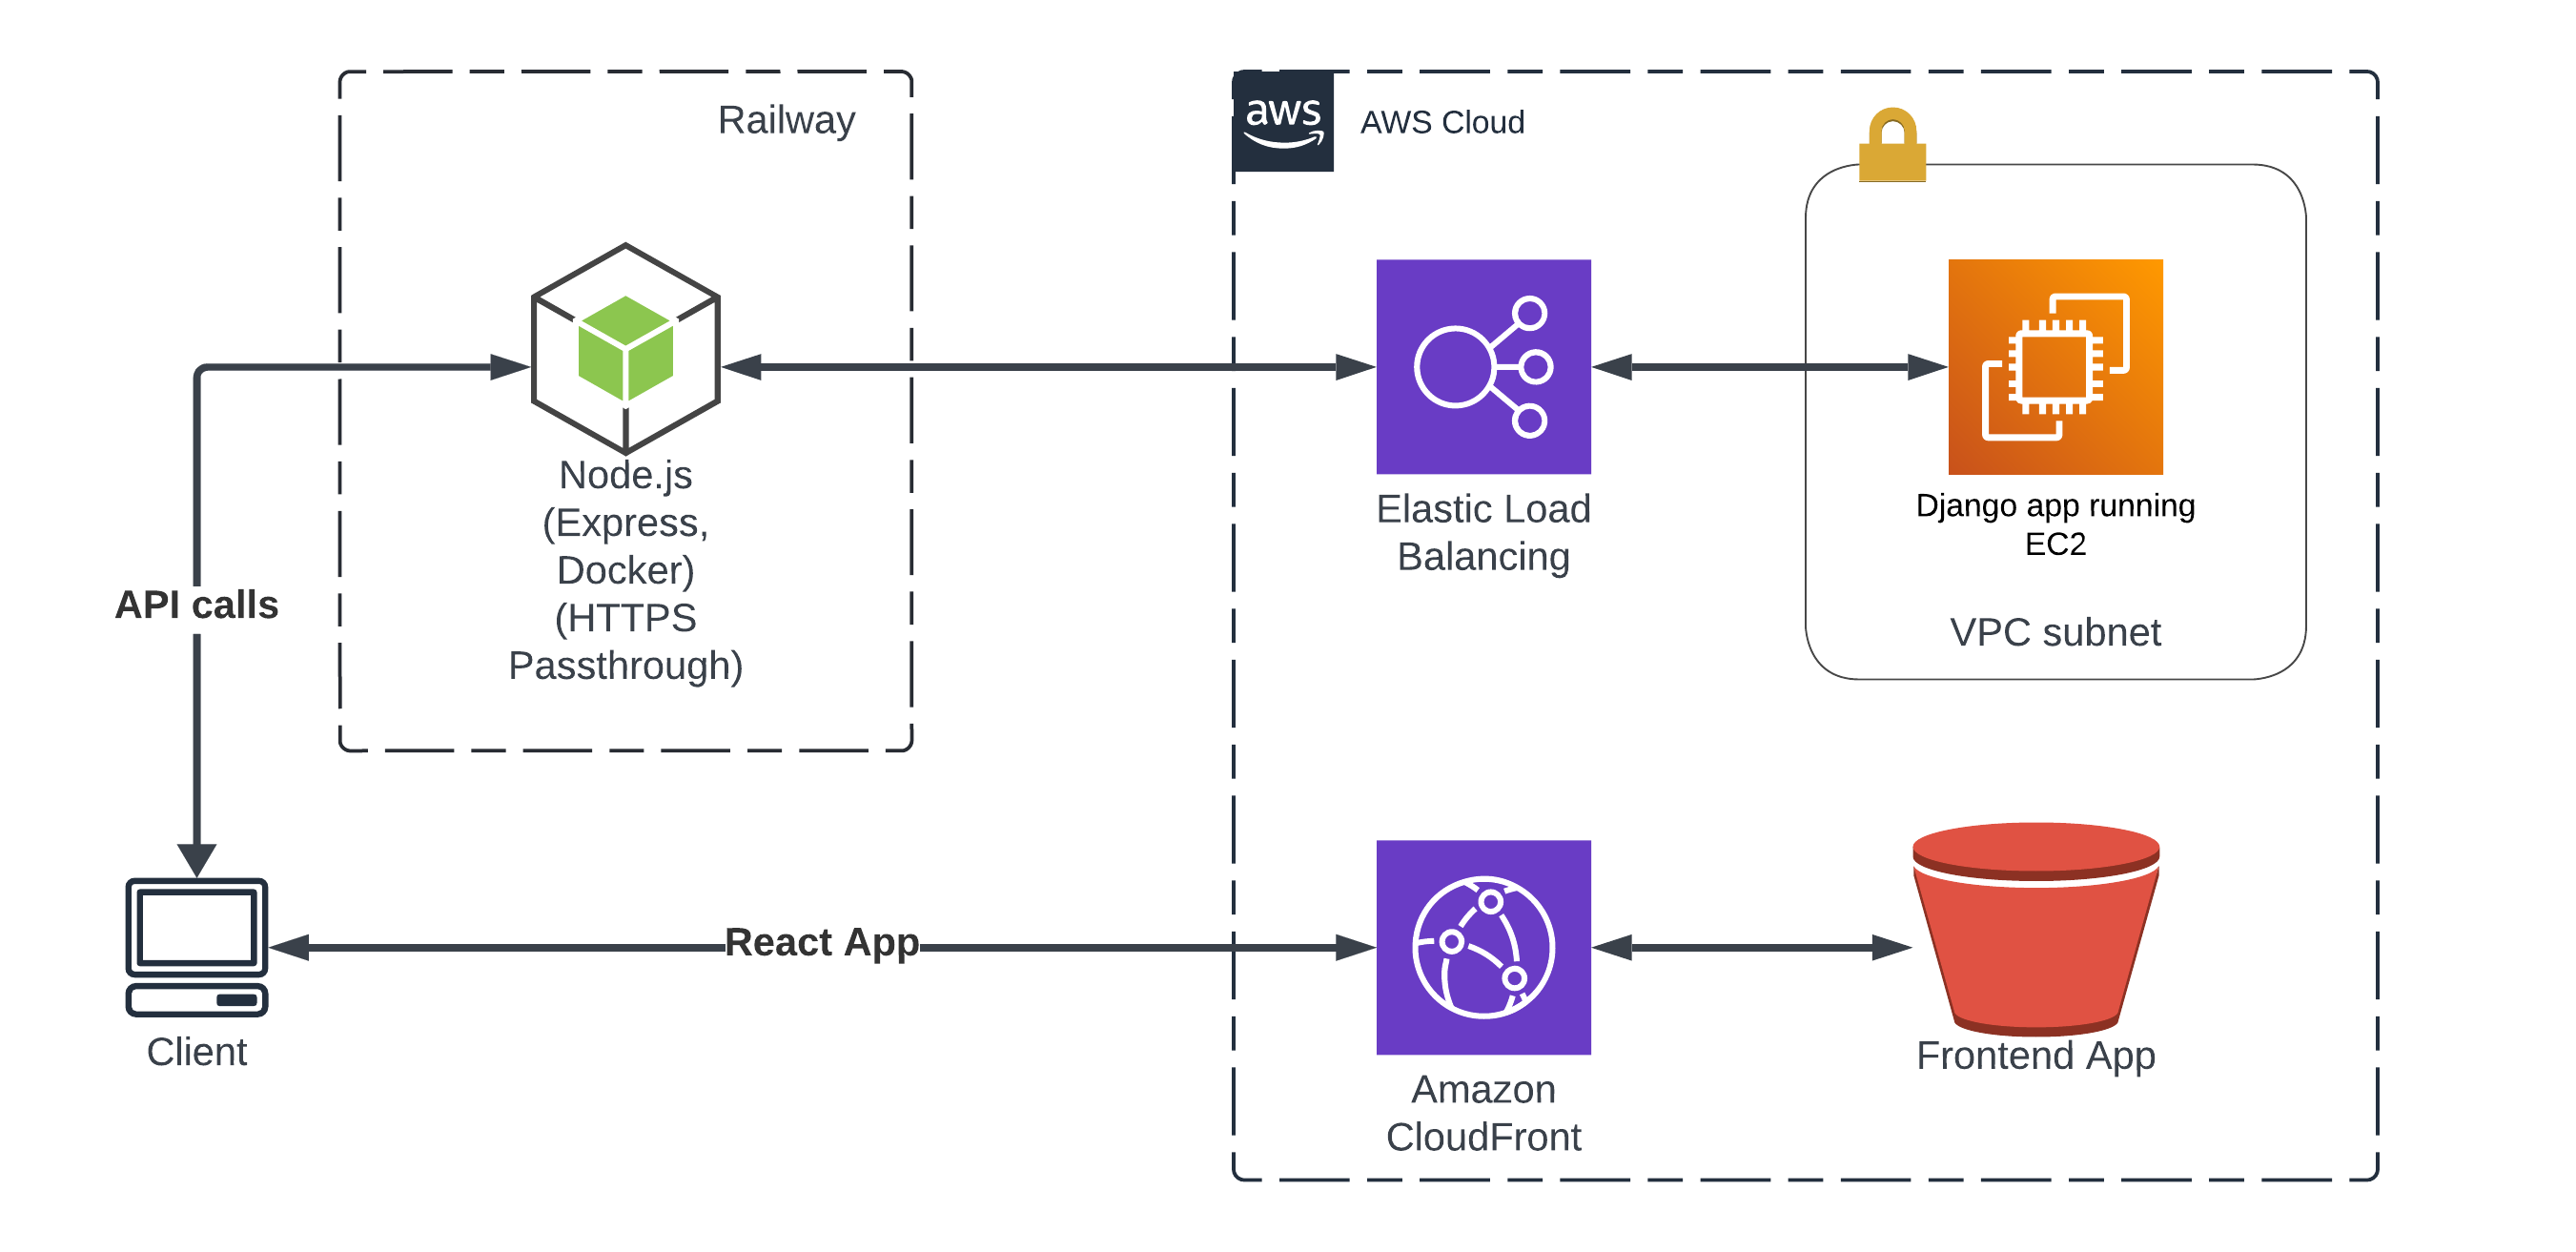 Railway
aws
AWS Cloud
Node.js
(Express,
Docker)
(HTTPS
Passthrough)
Elastic Load
Balancing
Django app running
EC2
VPC subnet
API calls
React App
Client
Amazon
CloudFront
Frontend App